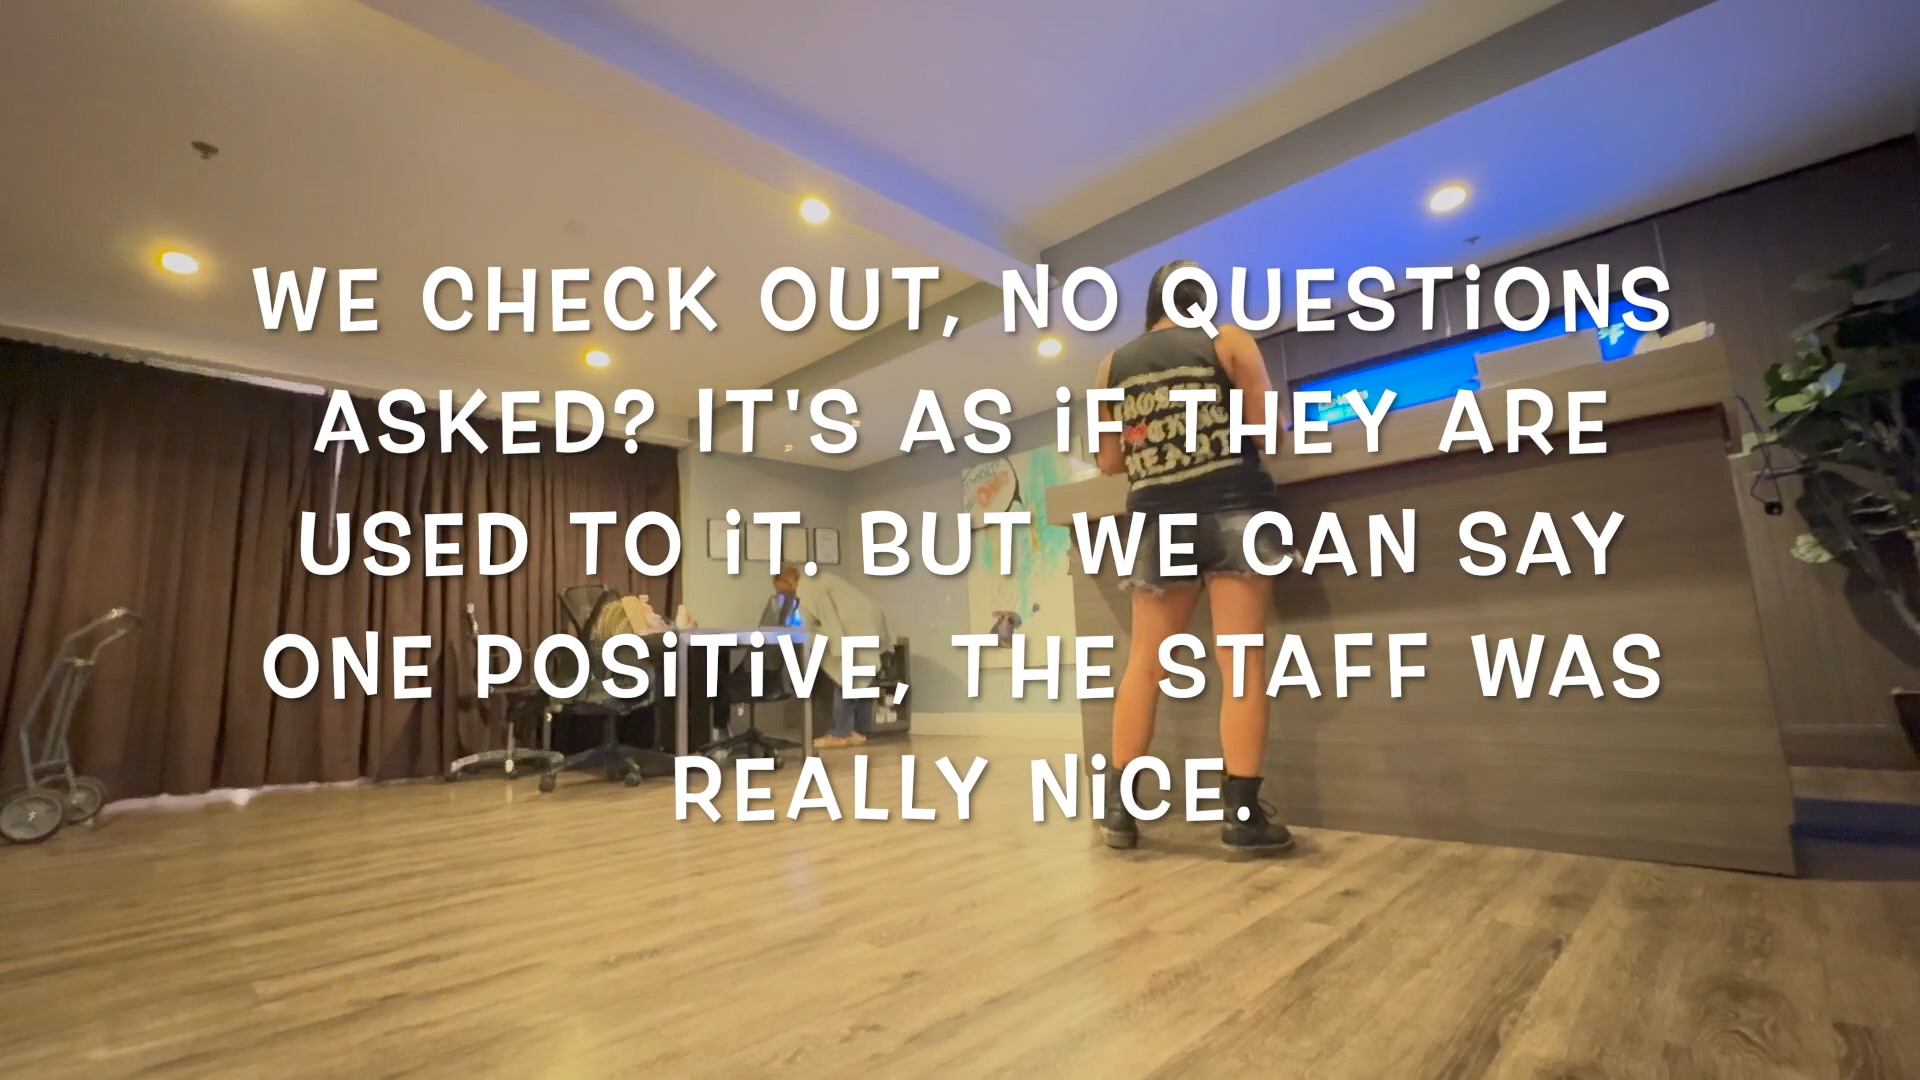 WE CHECK OUT, NO QUESTIONS
ASKED? IT'S AS iF THEY ARE
USED TO iT. BUT WE CAN SAY
ONE POSiTiVE, THE STAFF WAS
REALLY NiCE.